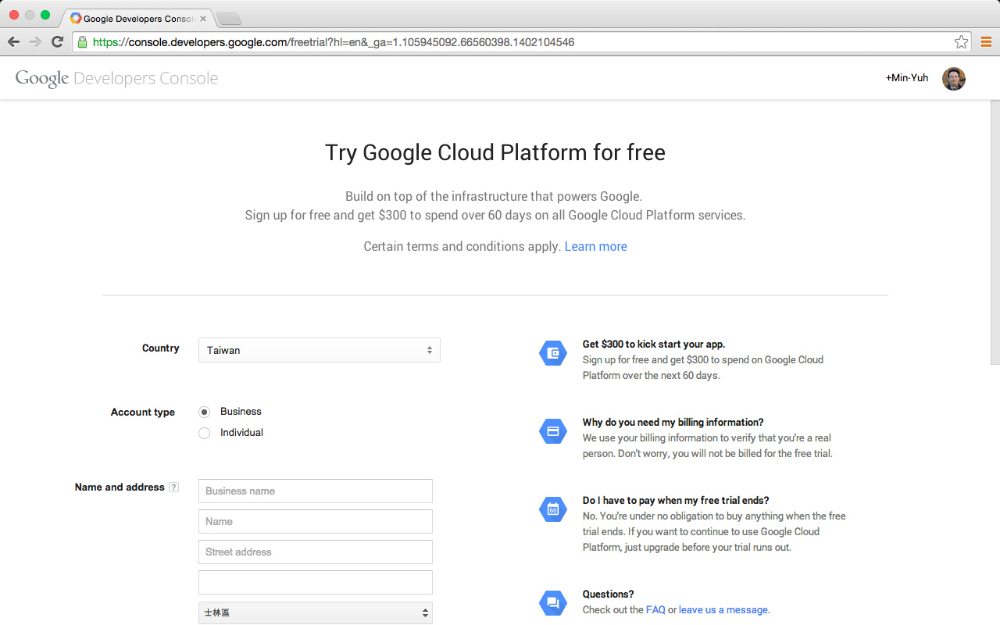 Google Developers Consol
https://console.developers.google.com/freetrial?hl=en&_ga=1.105945092.66560398.1402104546
Google Developers Console
+Min-Yuh
Try Google Cloud Platform for free
Build on top of the infrastructure that powers Google.
Sign up for free and get $300 to spend over 60 days on all Google Cloud Platform services.
Certain terms and conditions apply. Learn more
Country
Taiwan
Account type
Business
Individual
Name and address ?
Business name
Name
Street address
士林區
Get $300 to kick start your app.
Sign up for free and get $300 to spend on Google Cloud
Platform over the next 60 days.
Why do you need my billing information?
We use your billing information to verify that you're a real
person. Don't worry, you will not be billed for the free trial.
60
Do I have to pay when my free trial ends?
No. You're under no obligation to buy anything when the free
trial ends. If you want to continue to use Google Cloud
Platform, just upgrade before your trial runs out.
Questions?
Check out the FAQ or leave us a message.